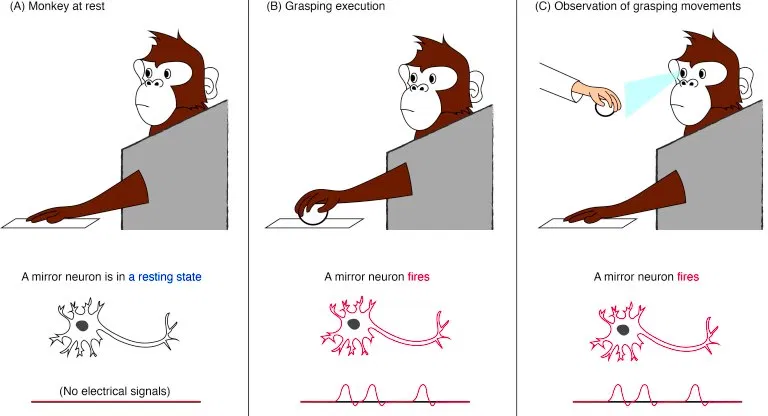 (A) Monkey at rest
(B) Grasping execution
(C) Observation of grasping movements
A mirror neuron is in a resting state
A mirror neuron fires
A mirror neuron fires
(No electrical signals)